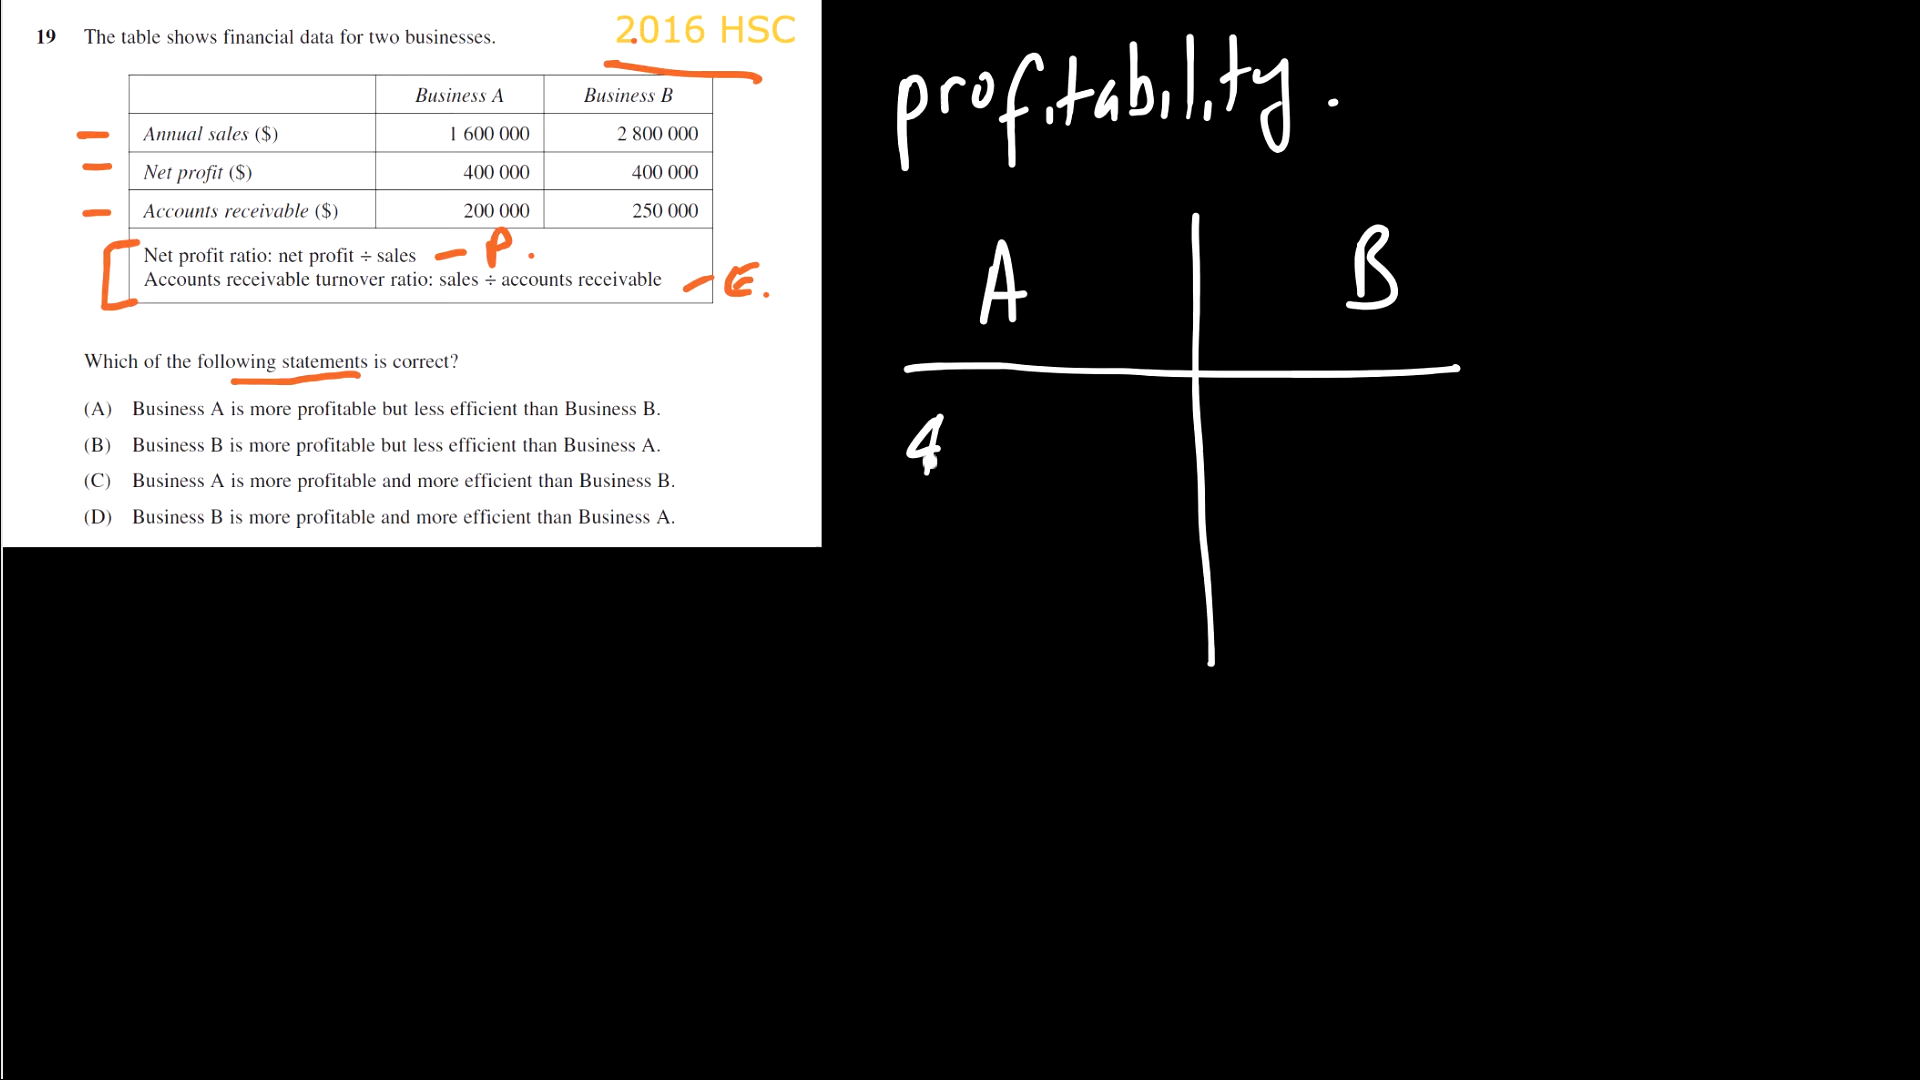 2016 HSC
19 The table shows financial data for two businesses.
Business A Business B
Annual sales ($) 1 600 000 2 800 000
Net profit ($) 400 000 400 000
Accounts receivable ($) 200 000 250 000
Net profit ratio: net profit ÷ sales - P.
Accounts receivable turnover ratio: sales ÷ accounts receivable - E.
Which of the following statements is correct?
(A) Business A is more profitable but less efficient than Business B.
(B) Business B is more profitable but less efficient than Business A.
(C) Business A is more profitable and more efficient than Business B.
(D) Business B is more profitable and more efficient than Business A.
profitability.
A B
4